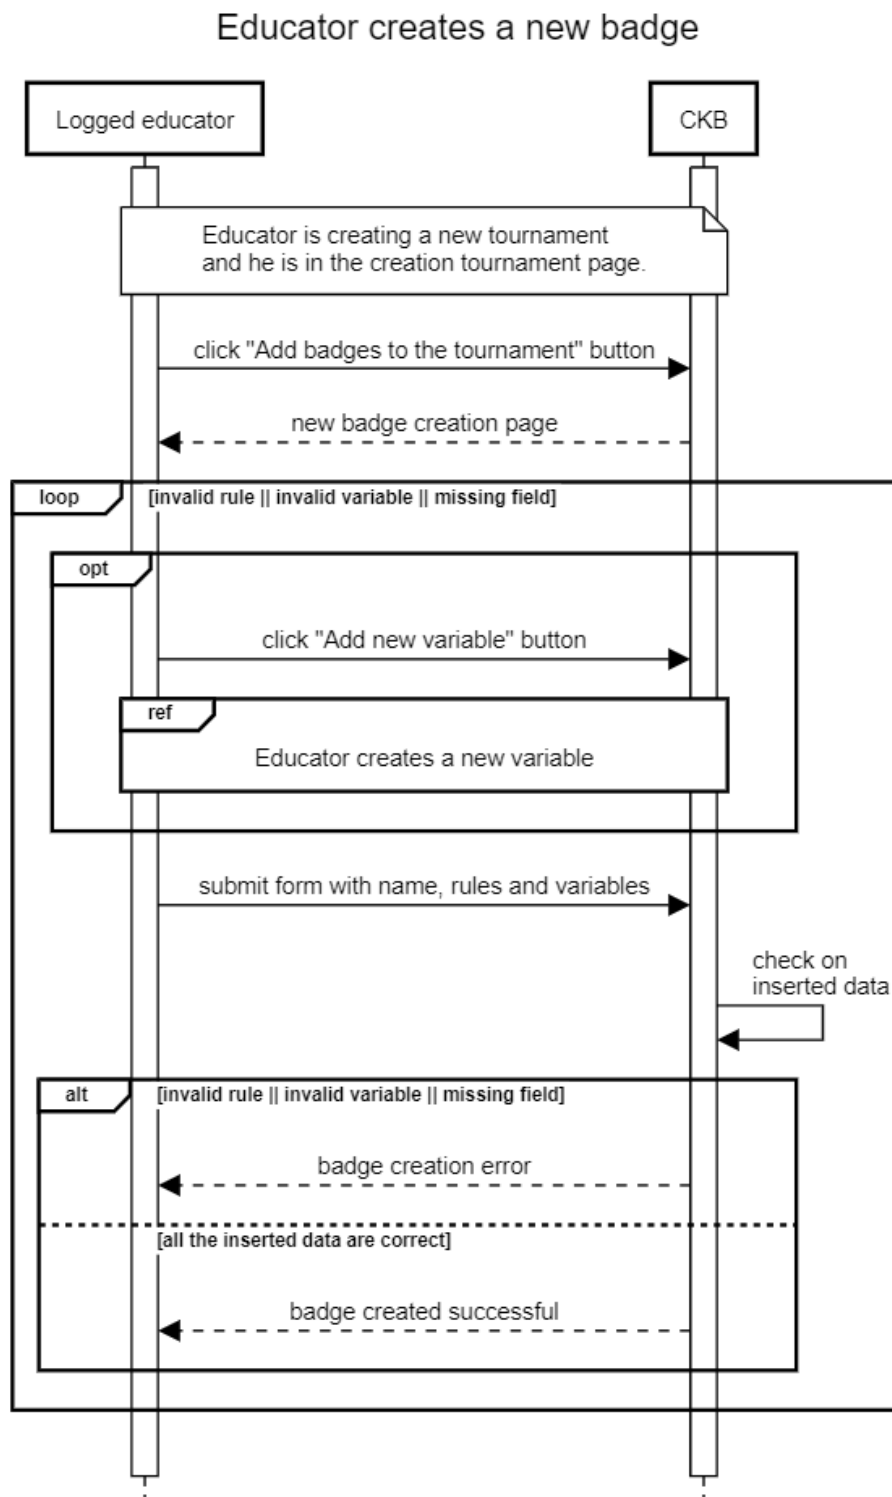 Educator creates a new badge
Logged educator
CKB
Educator is creating a new tournament
and he is in the creation tournament page.
click "Add badges to the tournament" button
new badge creation page
loop
[invalid rule || invalid variable || missing field]
opt
click "Add new variable" button
ref
Educator creates a new variable
submit form with name, rules and variables
check on
inserted data
alt
[invalid rule || invalid variable || missing field]
badge creation error
[all the inserted data are correct]
badge created successful